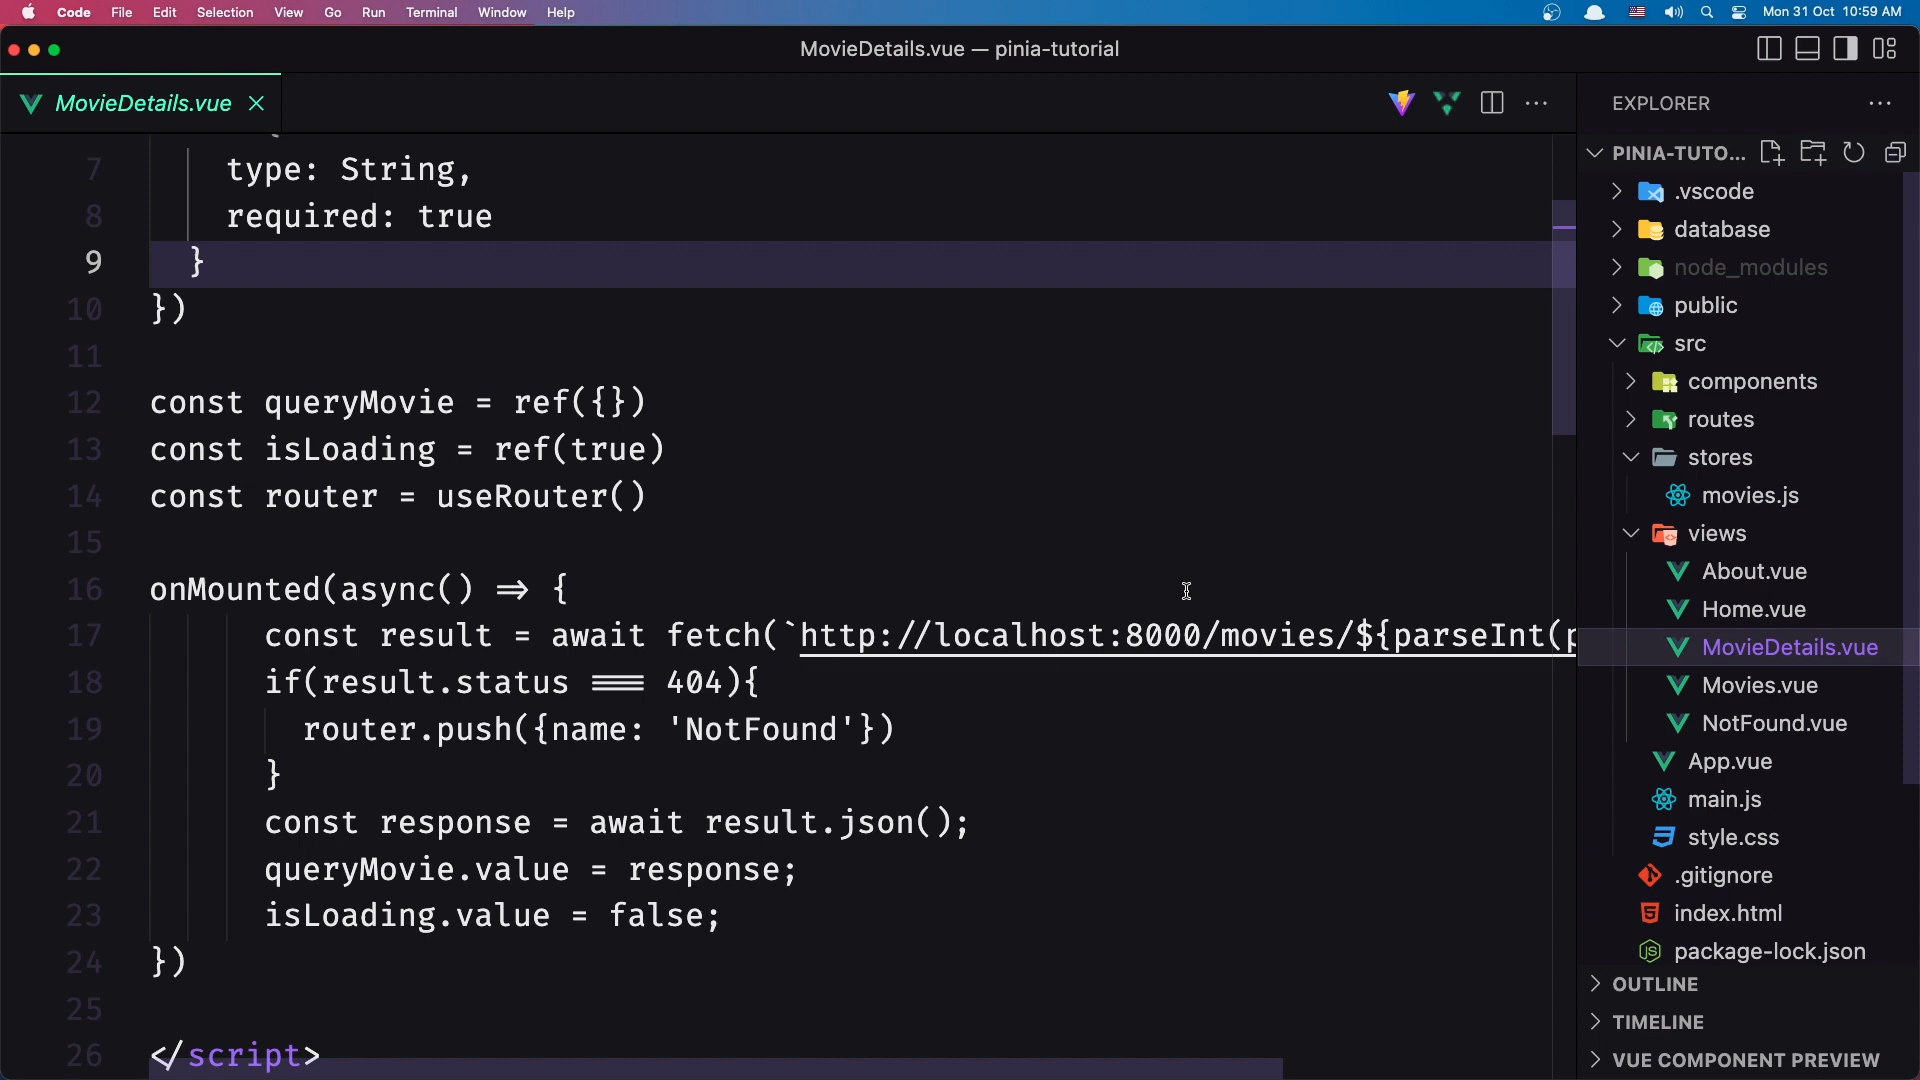 Code File Edit Selection View Go Run Terminal Window Help Mon 31 Oct 10:59 AM
MovieDetails.vue — pinia-tutorial
MovieDetails.vue
7 type: String,
8 required: true
9 }
10 })
11
12 const queryMovie = ref({})
13 const isLoading = ref(true)
14 const router = useRouter()
15
16 onMounted(async() => {
17 const result = await fetch(`http://localhost:8000/movies/${parseInt(p
18 if(result.status === 404){
19 router.push({name: 'NotFound'})
20 }
21 const response = await result.json();
22 queryMovie.value = response;
23 isLoading.value = false;
24 })
25
26 </script>
EXPLORER
PINIA-TUTO...
.vscode
database
node_modules
public
src
components
routes
stores
movies.js
views
About.vue
Home.vue
MovieDetails.vue
Movies.vue
NotFound.vue
App.vue
main.js
style.css
.gitignore
index.html
package-lock.json
OUTLINE
TIMELINE
VUE COMPONENT PREVIEW